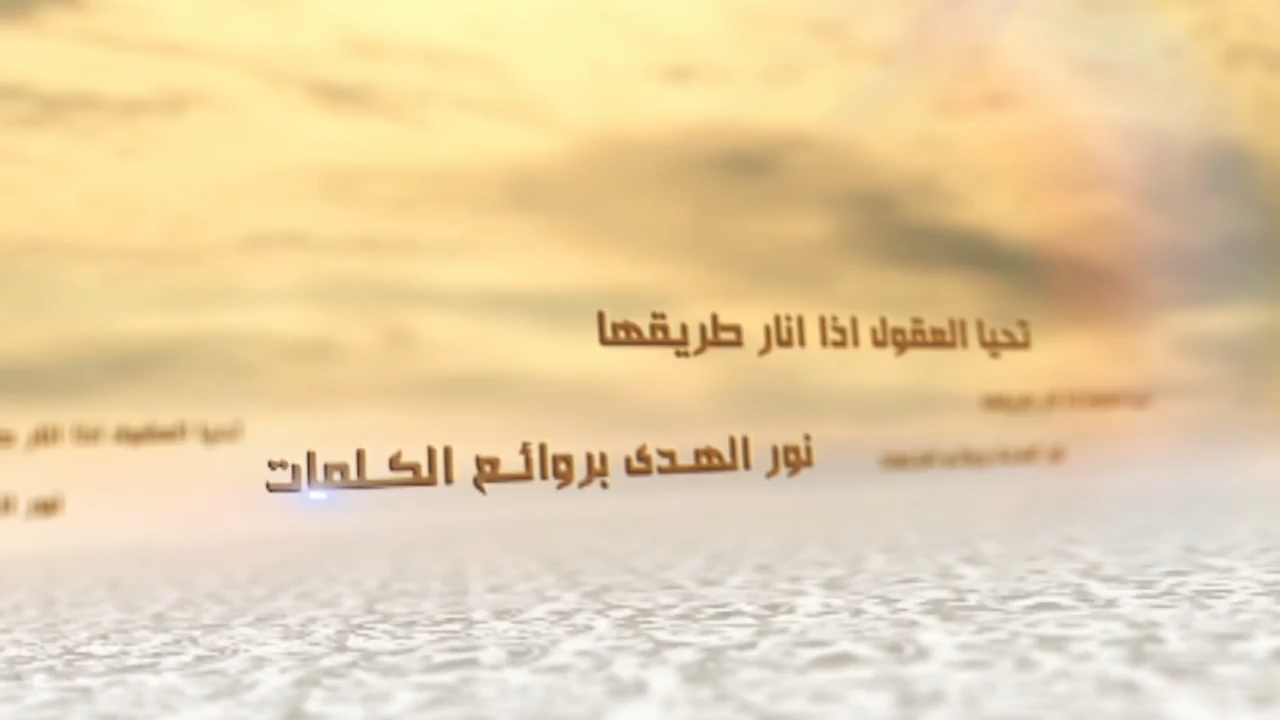 تحيا العقول اذا انار طريقها
نور الهدى بروائع الكلمات